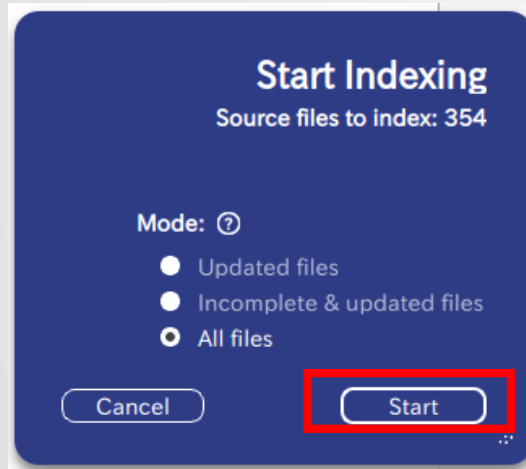 Start Indexing
Source files to index: 354
Mode: ?
Updated files
Incomplete & updated files
All files
Cancel
Start